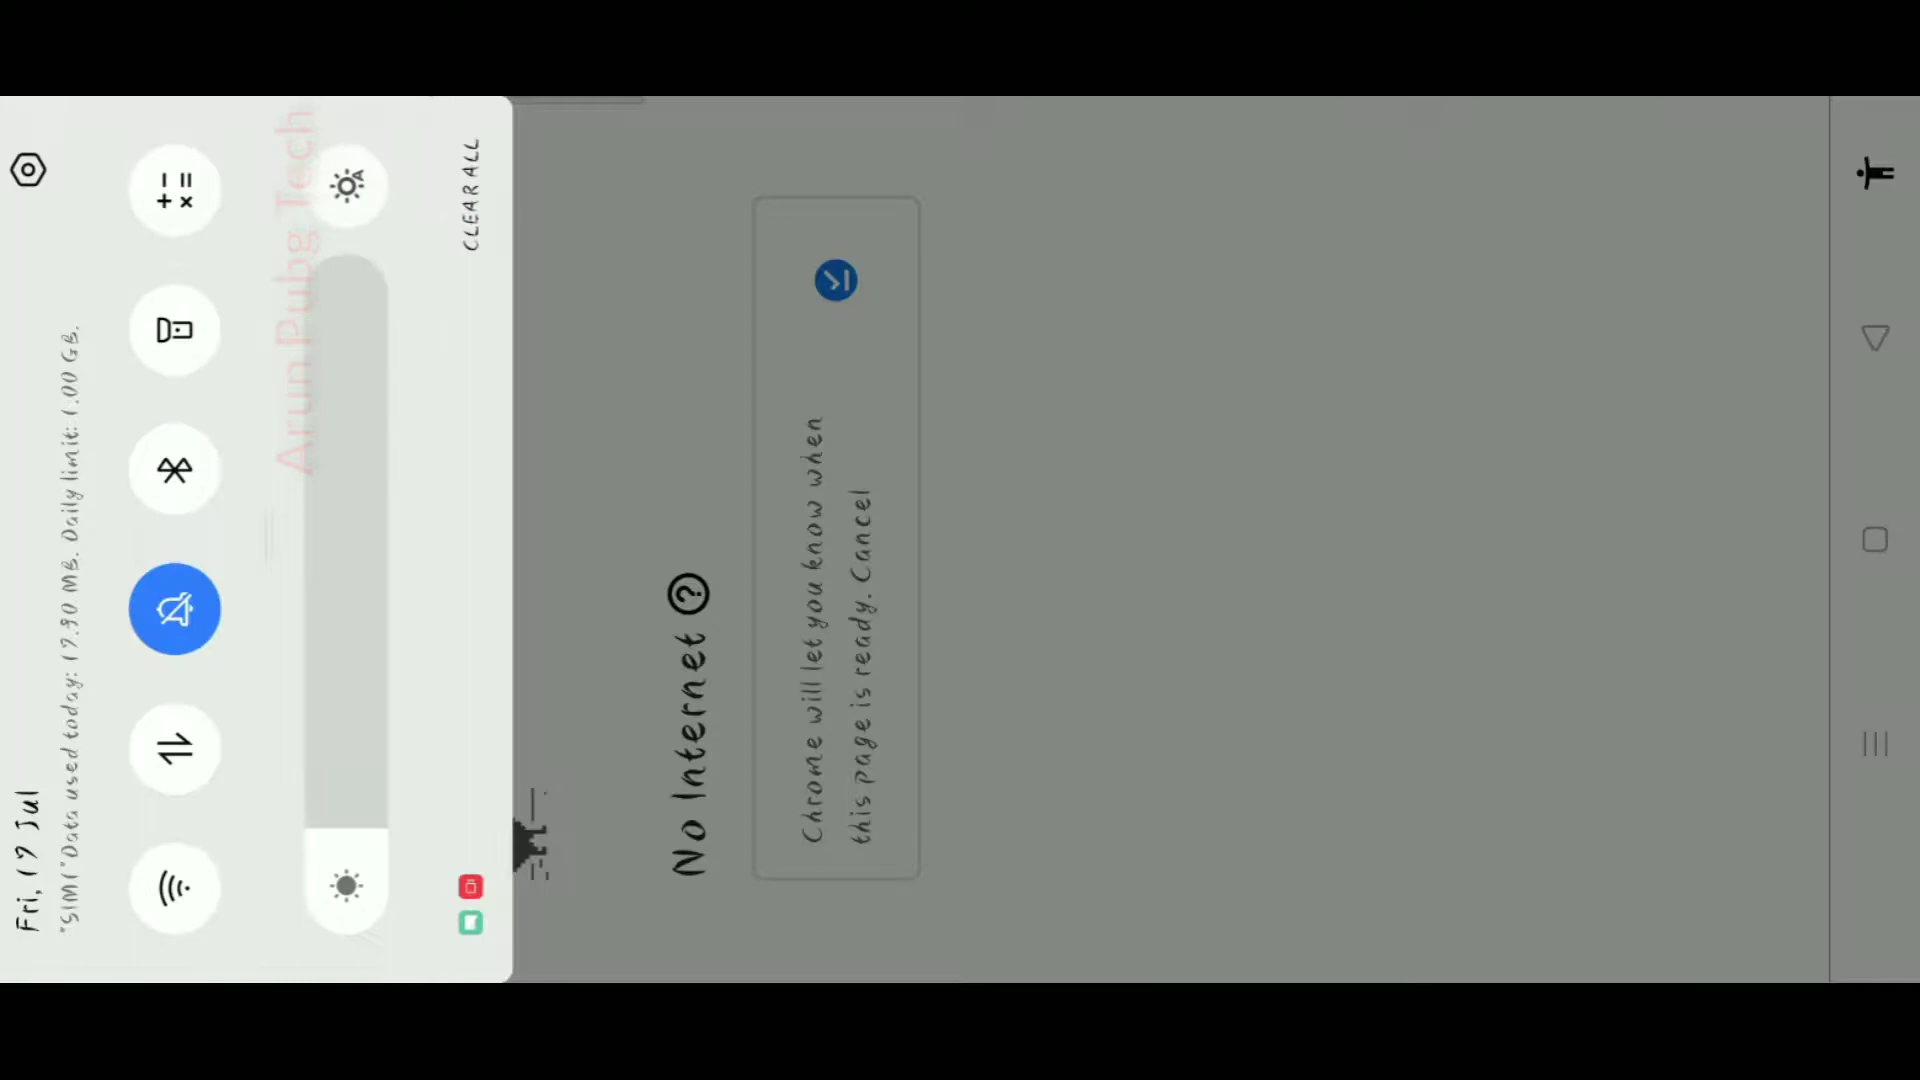 Fri, 17 Jul
"SIM1"Data used today: 17.90 MB. Daily limit: 1.00 GB.
Arun Pubg Tech
CLEAR ALL
No Internet
Chrome will let you know when
this page is ready. Cancel